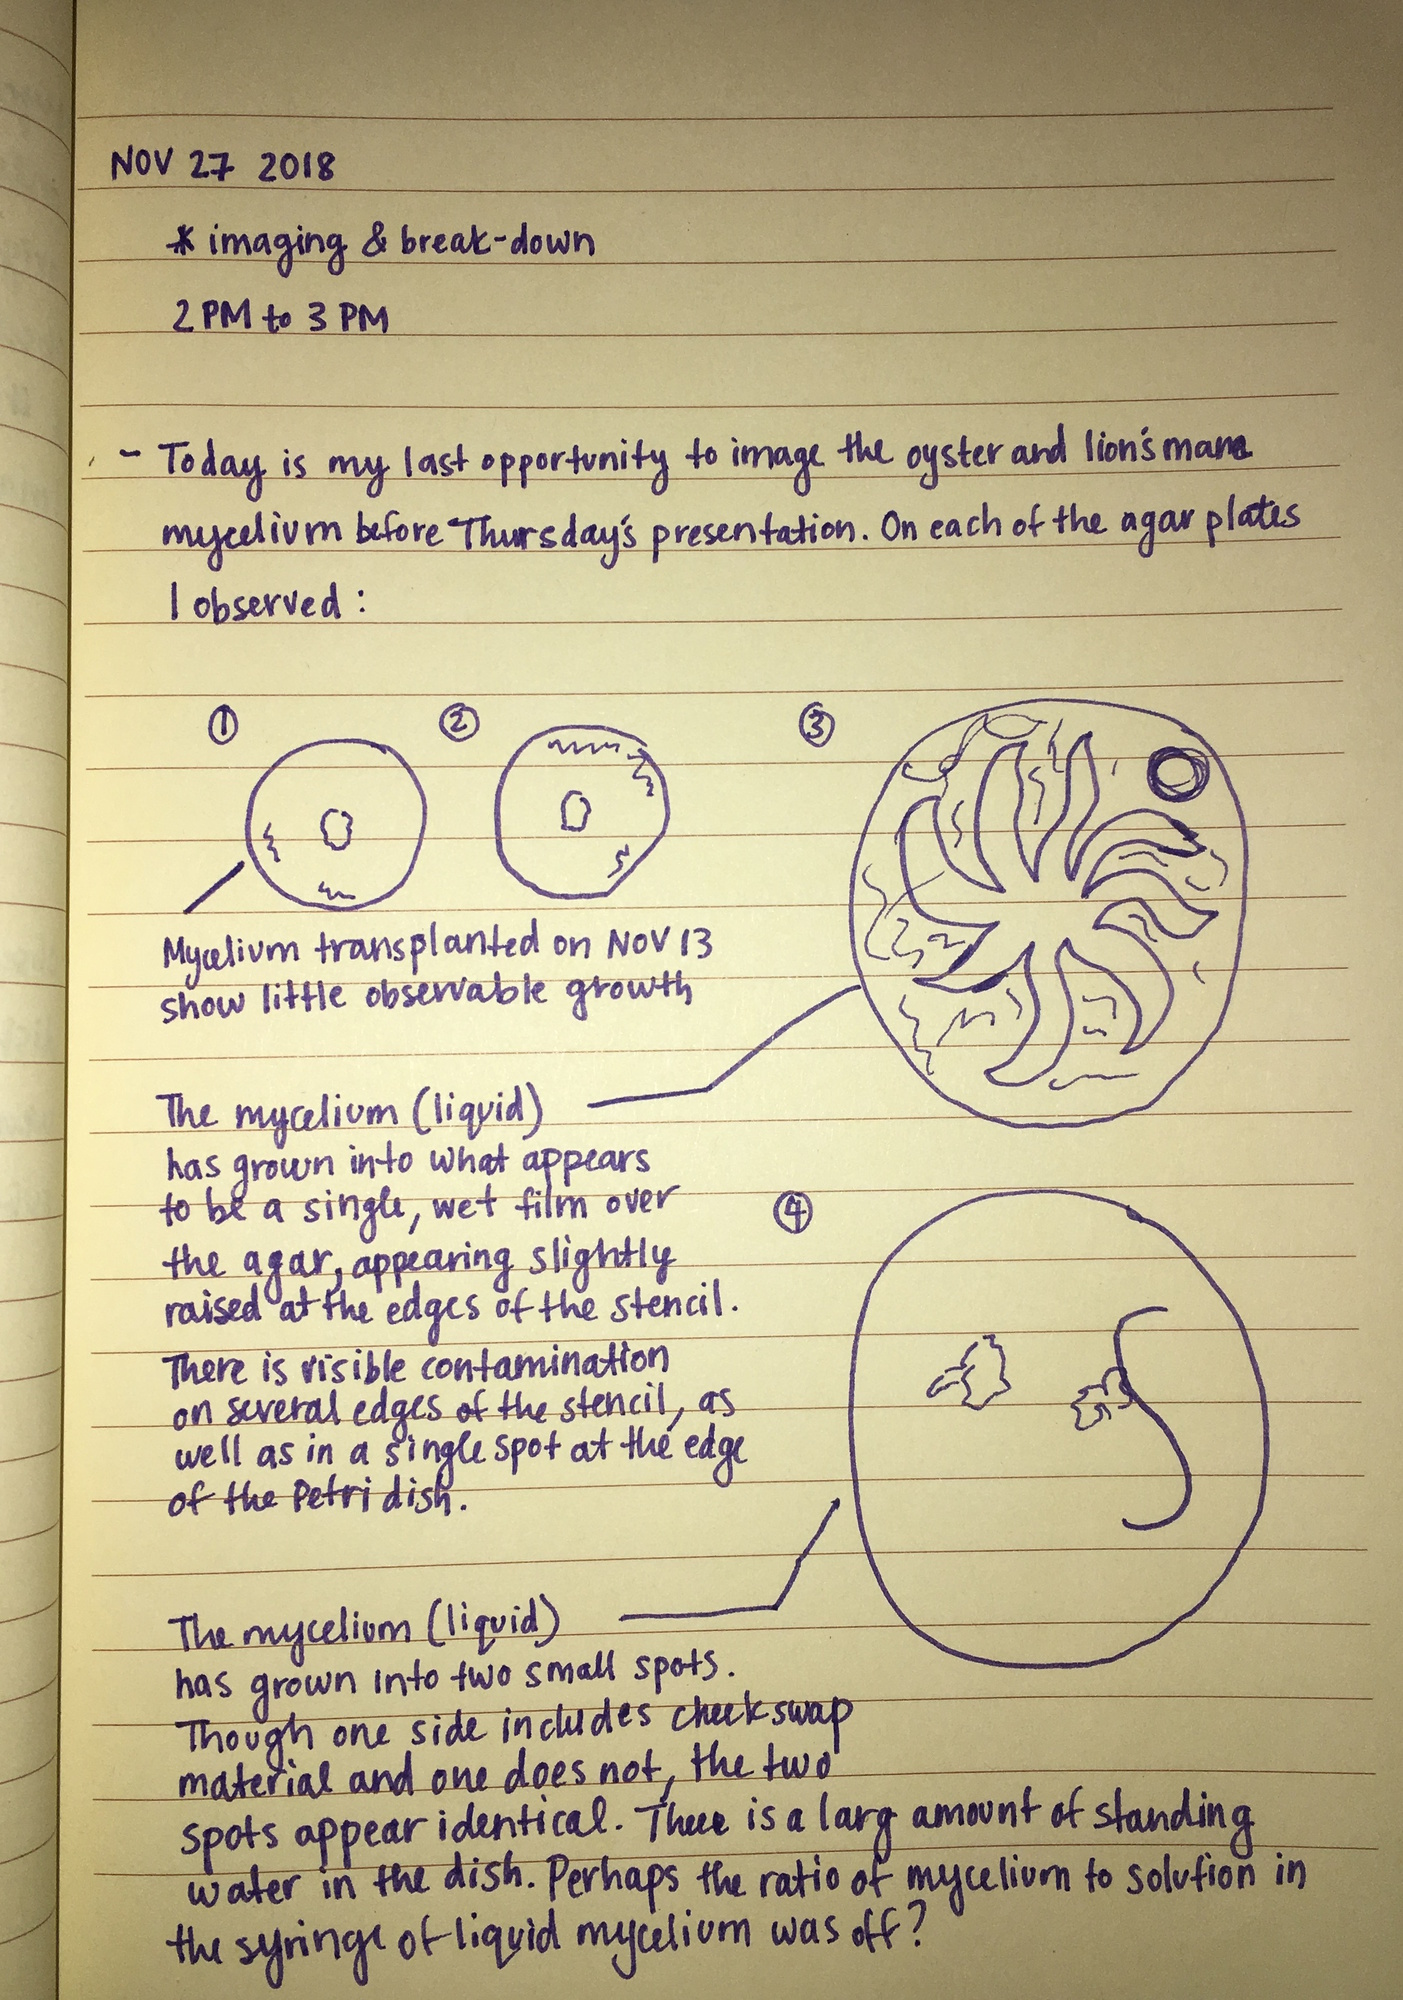 NOV 27 2018
* imaging & break-down
2 PM to 3 PM
- Today is my last opportunity to image the oyster and lion's mane
mycelium before Thursday's presentation. On each of the agar plates
I observed:
① ② ③
Mycelium transplanted on NOV 13
show little observable growth
The mycelium (liquid)
has grown into what appears
to be a single, wet film over
the agar, appearing slightly
raised at the edges of the stencil.
There is visible contamination
on several edges of the stencil, as
well as in a single spot at the edge
of the Petri dish.
④
The mycelium (liquid)
has grown into two small spots.
Though one side includes cheek swap
material and one does not, the two
spots appear identical. There is a larg amount of standing
water in the dish. Perhaps the ratio of mycelium to solution in
the syringe of liquid mycelium was off?